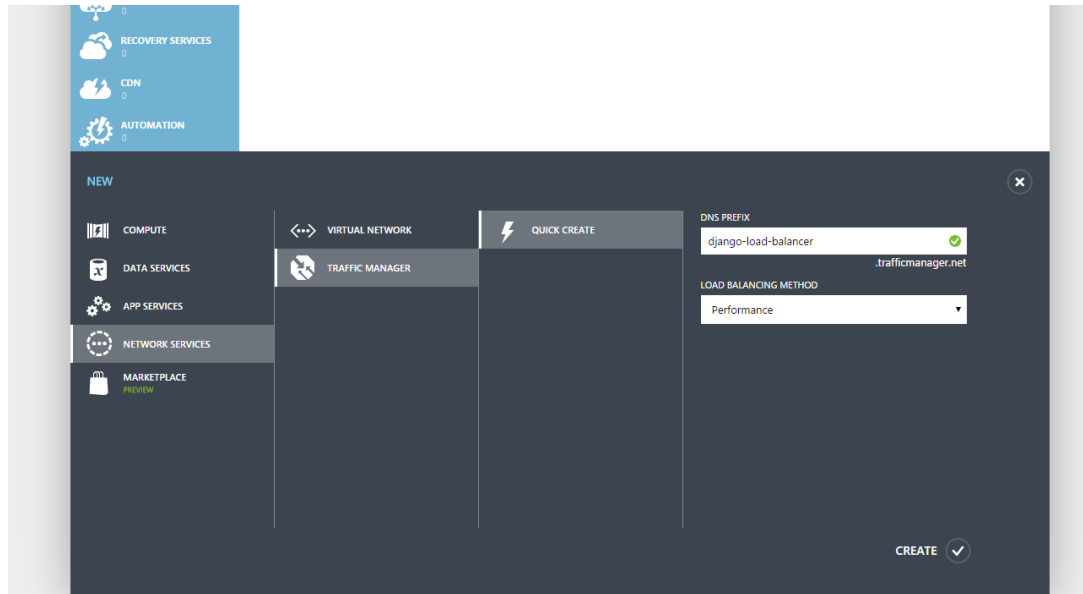 0
RECOVERY SERVICES
0
CDN
0
AUTOMATION
0
NEW
COMPUTE
DATA SERVICES
APP SERVICES
NETWORK SERVICES
MARKETPLACE
PREVIEW
VIRTUAL NETWORK
TRAFFIC MANAGER
QUICK CREATE
DNS PREFIX
django-load-balancer
.trafficmanager.net
LOAD BALANCING METHOD
Performance
CREATE